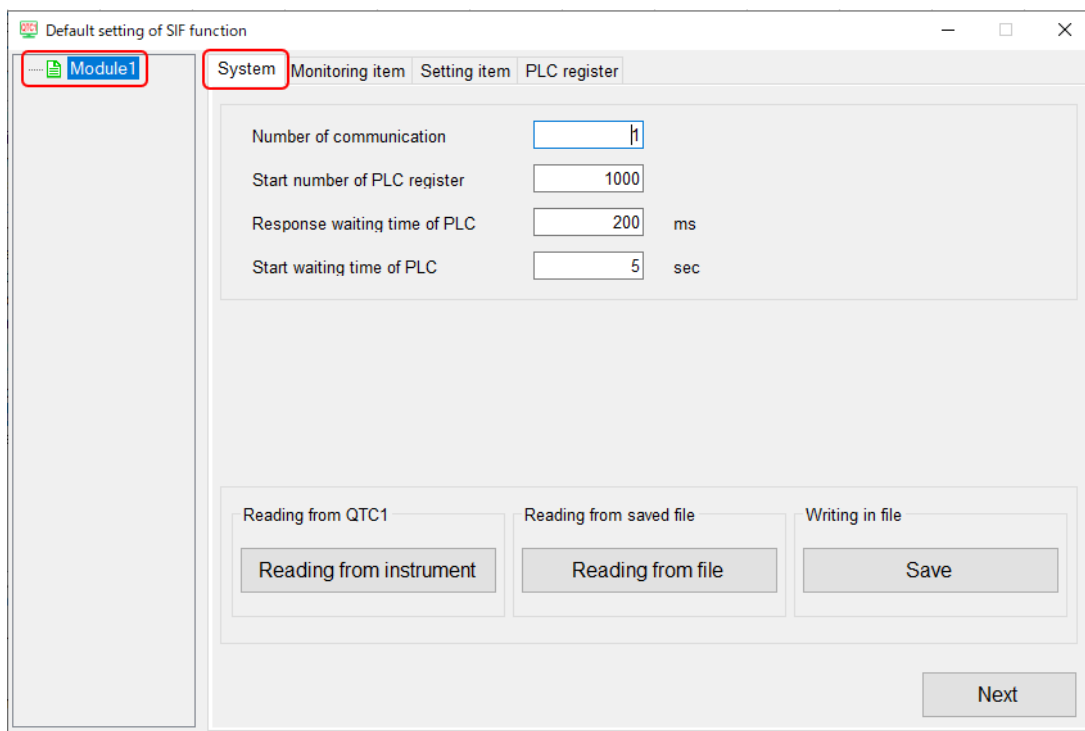 QTC1 Default setting of SIF function
Module1
System Monitoring item Setting item PLC register
Number of communication 1
Start number of PLC register 1000
Response waiting time of PLC 200 ms
Start waiting time of PLC 5 sec
Reading from QTC1 Reading from saved file Writing in file
Reading from instrument Reading from file Save
Next